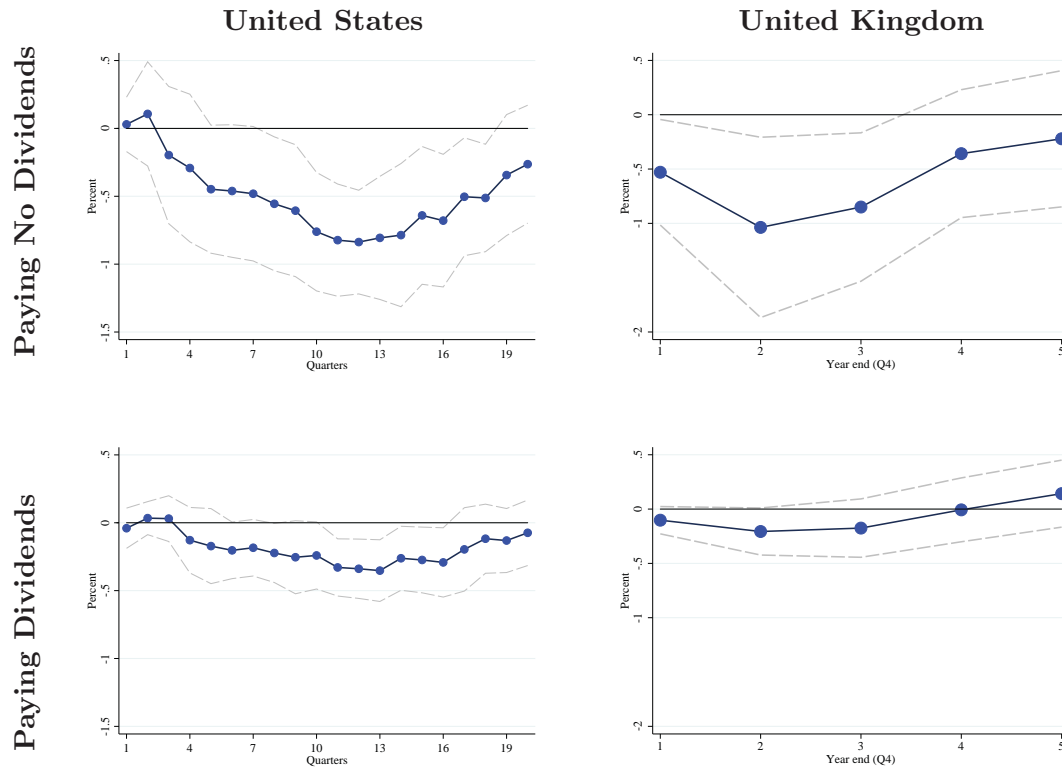 United States
United Kingdom
Paying No Dividends
Percent
.5
0
-.5
-1
-1.5
1 4 7 10 13 16 19
Quarters
Percent
.5
0
-.5
-1
-2
1 2 3 4 5
Year end (Q4)
Paying Dividends
Percent
.5
0
-.5
-1
-1.5
1 4 7 10 13 16 19
Quarters
Percent
.5
0
-.5
-1
-2
1 2 3 4 5
Year end (Q4)